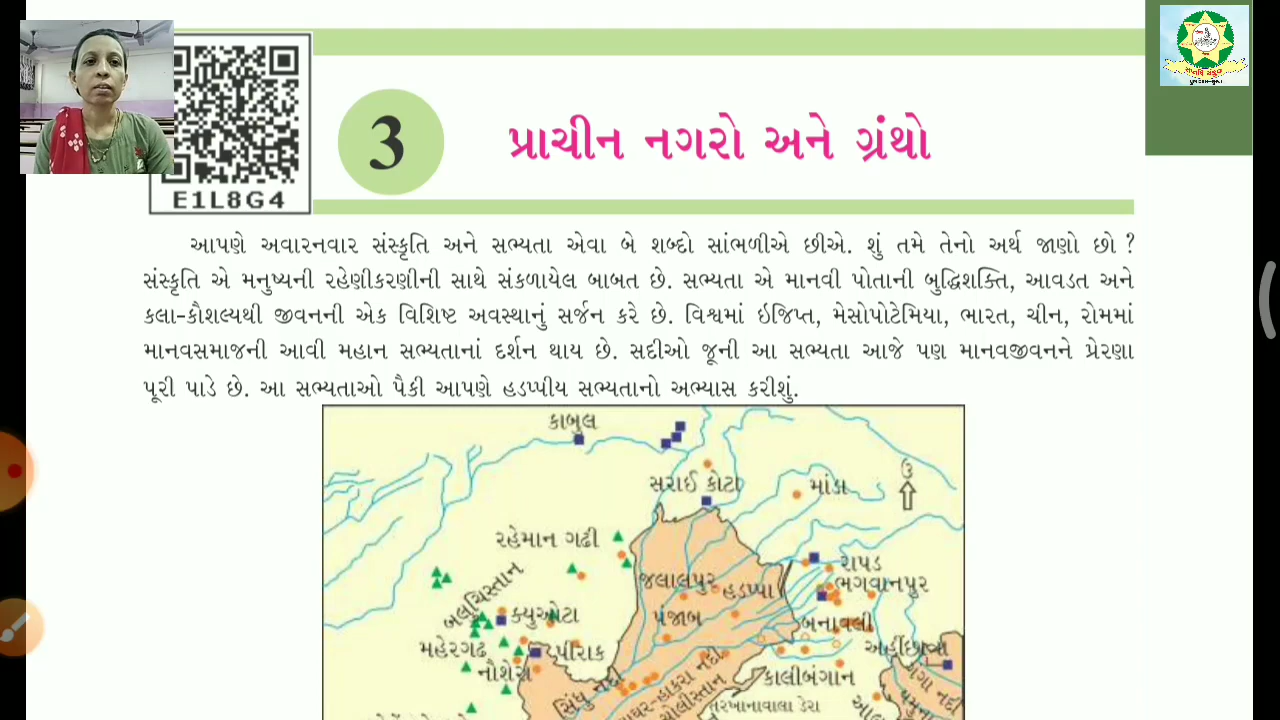 E1L8G4
3
પ્રાચીન નગરો અને ગ્રંથો
આપણે અવારનવાર સંસ્કૃતિ અને સભ્યતા એવા બે શબ્દો સાંભળીએ છીએ. શું તમે તેનો અર્થ જાણો છો ?
સંસ્કૃતિ એ મનુષ્યની રહેણીકરણીની સાથે સંકળાયેલ બાબત છે. સભ્યતા એ માનવી પોતાની બુદ્ધિશક્તિ, આવડત અને
કલા-કૌશલ્યથી જીવનની એક વિશિષ્ટ અવસ્થાનું સર્જન કરે છે. વિશ્વમાં ઇજિપ્ત, મેસોપોટેમિયા, ભારત, ચીન, રોમમાં
માનવસમાજની આવી મહાન સભ્યતાનાં દર્શન થાય છે. સદીઓ જૂની આ સભ્યતા આજે પણ માનવજીવનને પ્રેરણા
પૂરી પાડે છે. આ સભ્યતાઓ પૈકી આપણે હડપ્પીય સભ્યતાનો અભ્યાસ કરીશું.
કાબુલ
સરાઈ કોટા
માંડા
ઉ
રહેમાન ગઢી
રાપડ
જલાલપુર
હડપ્પા
ભગવાનપુર
બલુચિસ્તાન
ક્યુઓટા
પંજાબ
બનાવલી
મહેરગઢ
પીરાક
નૌશેરા
કાલીબંગાન
સિંધુ નદી
ગંગા નદી